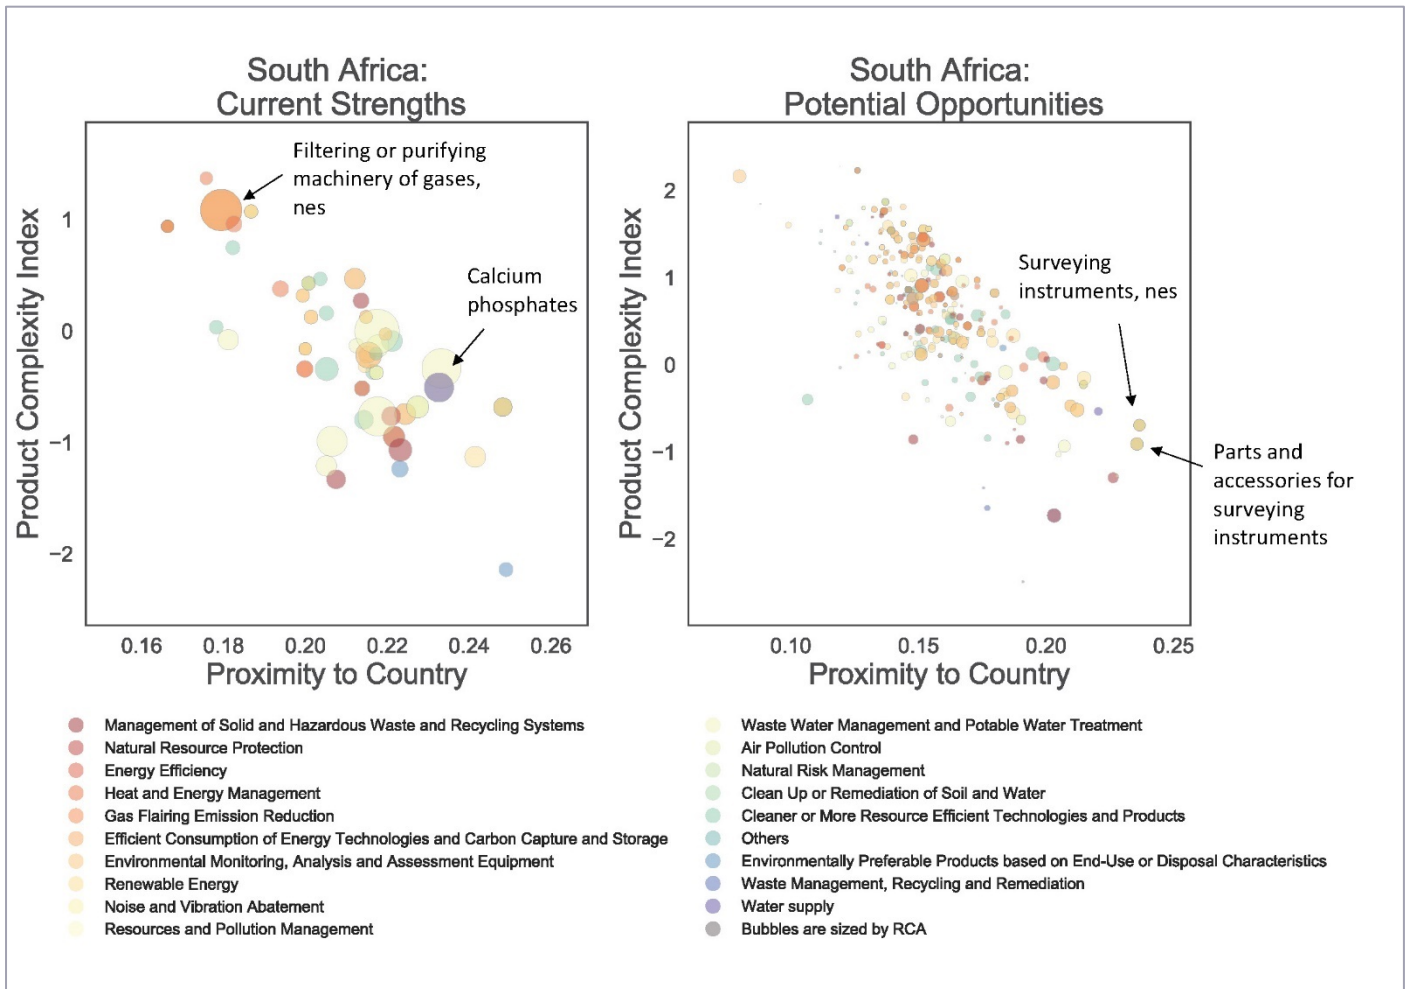 South Africa:
Current Strengths
Filtering or purifying
machinery of gases,
nes
Calcium
phosphates
Product Complexity Index
1
0
−1
−2
0.16 0.18 0.20 0.22 0.24 0.26
Proximity to Country
South Africa:
Potential Opportunities
Surveying
instruments, nes
Parts and
accessories for
surveying
instruments
Product Complexity Index
2
1
0
−1
−2
0.10 0.15 0.20 0.25
Proximity to Country
Management of Solid and Hazardous Waste and Recycling Systems
Natural Resource Protection
Energy Efficiency
Heat and Energy Management
Gas Flairing Emission Reduction
Efficient Consumption of Energy Technologies and Carbon Capture and Storage
Environmental Monitoring, Analysis and Assessment Equipment
Renewable Energy
Noise and Vibration Abatement
Resources and Pollution Management
Waste Water Management and Potable Water Treatment
Air Pollution Control
Natural Risk Management
Clean Up or Remediation of Soil and Water
Cleaner or More Resource Efficient Technologies and Products
Others
Environmentally Preferable Products based on End-Use or Disposal Characteristics
Waste Management, Recycling and Remediation
Water supply
Bubbles are sized by RCA